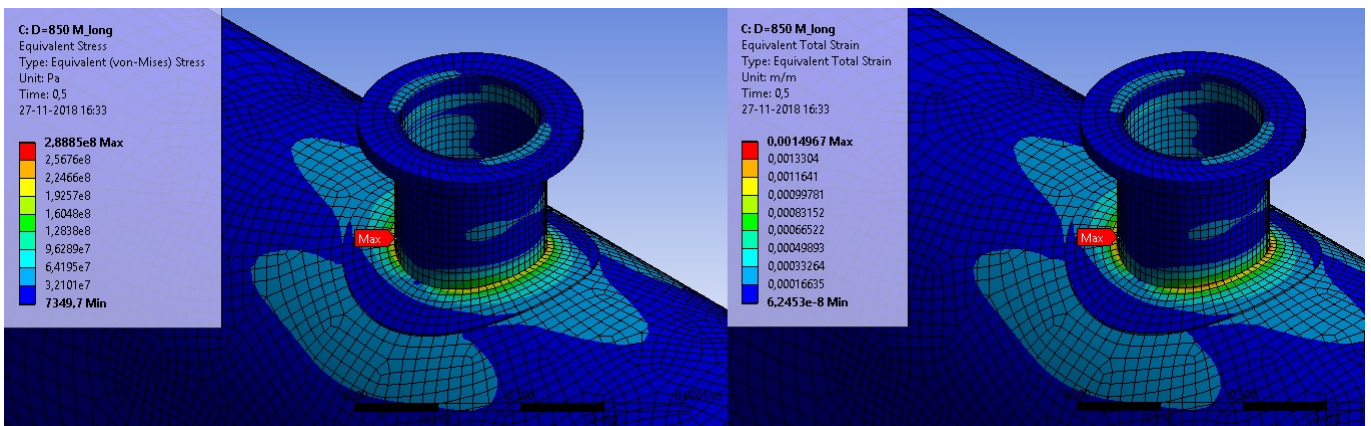 C: D=850 M_long
Equivalent Stress
Type: Equivalent (von-Mises) Stress
Unit: Pa
Time: 0,5
27-11-2018 16:33
2,8885e8 Max
2,5676e8
2,2466e8
1,9257e8
1,6048e8
1,2838e8
9,6289e7
6,4195e7
3,2101e7
7349,7 Min
Max
C: D=850 M_long
Equivalent Total Strain
Type: Equivalent Total Strain
Unit: m/m
Time: 0,5
27-11-2018 16:33
0,0014967 Max
0,0013304
0,0011641
0,00099781
0,00083152
0,00066522
0,00049893
0,00033264
0,00016635
6,2453e-8 Min
Max